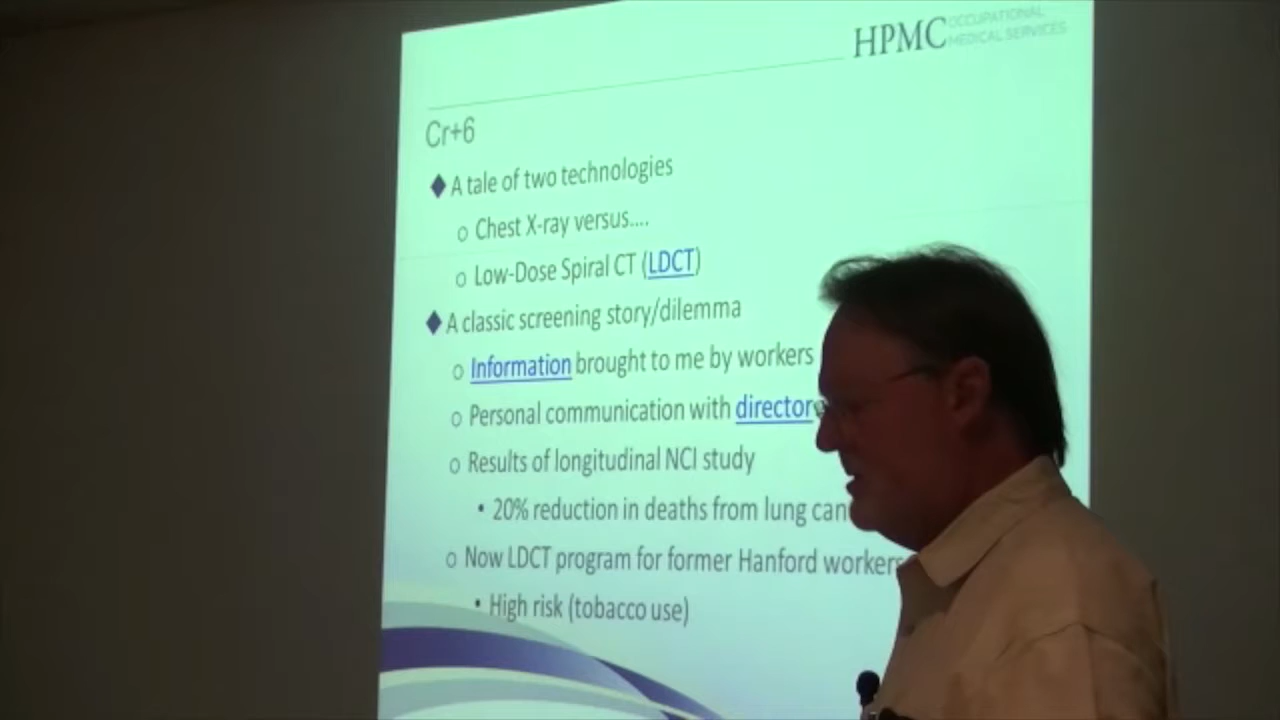 HPMC OCCUPATIONAL
MEDICAL SERVICES
Cr+6
A tale of two technologies
Chest X-ray versus....
Low-Dose Spiral CT (LDCT)
A classic screening story/dilemma
Information brought to me by workers
Personal communication with director
Results of longitudinal NCI study
20% reduction in deaths from lung can
Now LDCT program for former Hanford workers
High risk (tobacco use)